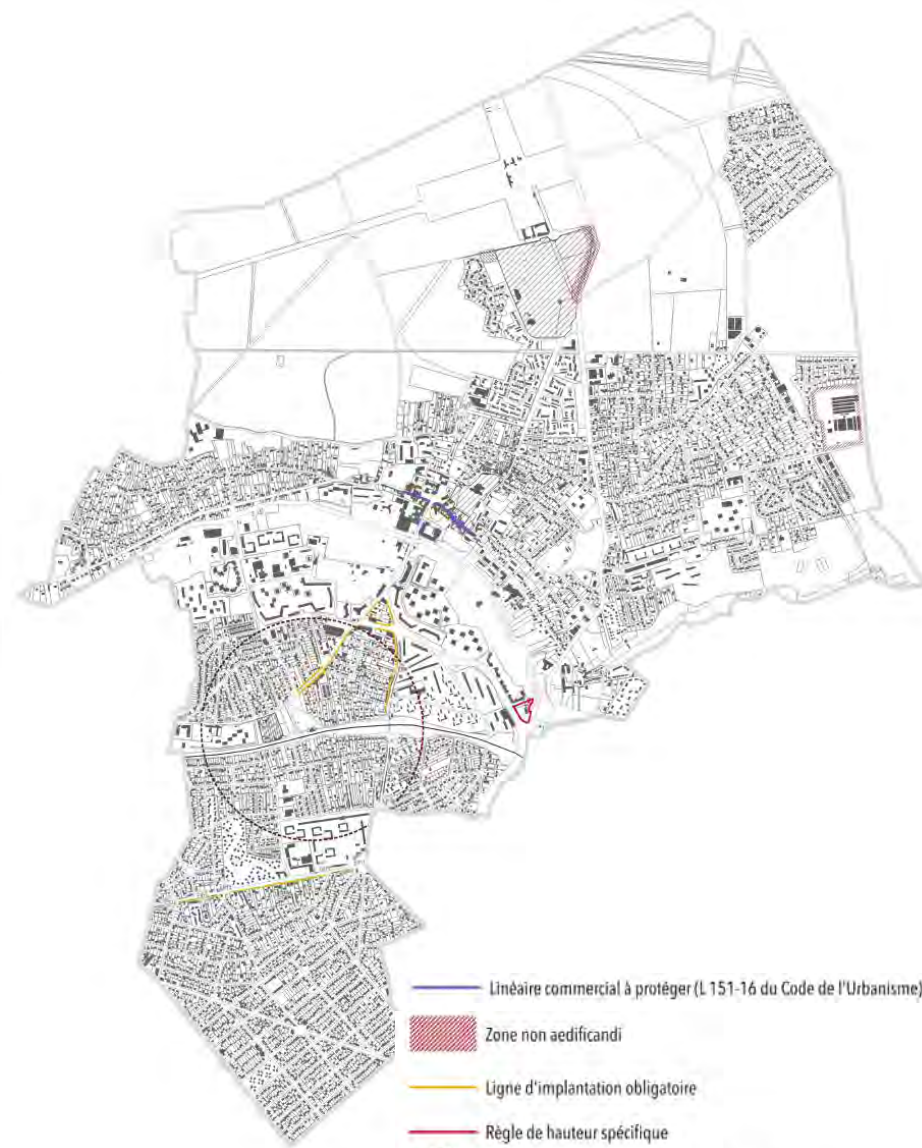 Linéaire commercial à protéger (L 151-16 du Code de l'Urbanisme)
Zone non aedificandi
Ligne d'implantation obligatoire
Règle de hauteur spécifique